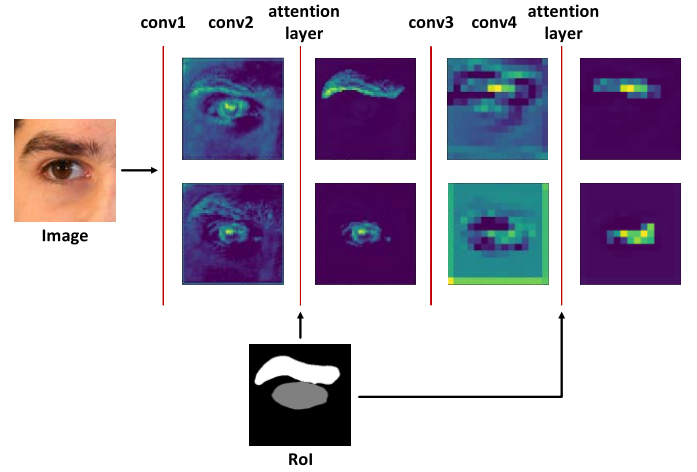 conv1
conv2
attention
layer
conv3
conv4
attention
layer
Image
RoI